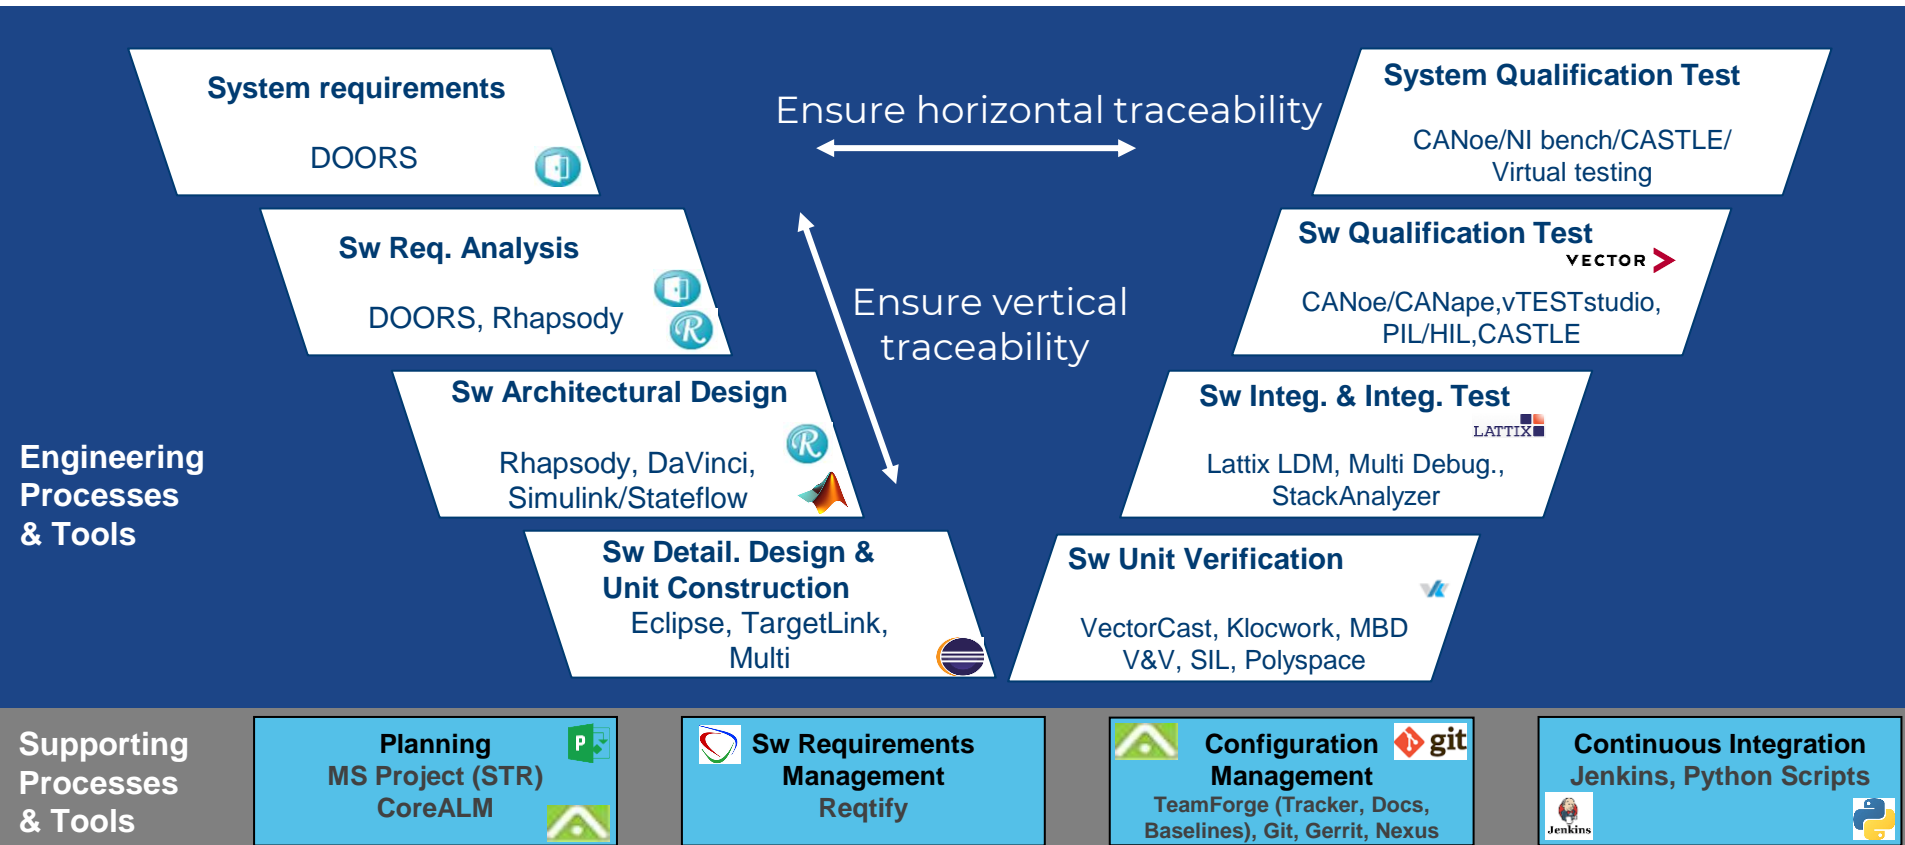 System requirements
DOORS
Ensure horizontal traceability
System Qualification Test
CANoe/NI bench/CASTLE/
Virtual testing
Sw Req. Analysis
DOORS, Rhapsody
R
Ensure vertical
traceability
Sw Qualification Test
VECTOR
CANoe/CANape,vTESTstudio,
PIL/HIL,CASTLE
Sw Architectural Design
R
Rhapsody, DaVinci,
Simulink/Stateflow
Sw Integ. & Integ. Test
LATTIX
Lattix LDM, Multi Debug.,
StackAnalyzer
Engineering
Processes
& Tools
Sw Detail. Design &
Unit Construction
Eclipse, TargetLink,
Multi
Sw Unit Verification
VectorCast, Klocwork, MBD
V&V, SIL, Polyspace
Supporting
Processes
& Tools
Planning
P
MS Project (STR)
CoreALM
Sw Requirements
Management
Reqtify
Configuration
git
Management
TeamForge (Tracker, Docs,
Baselines), Git, Gerrit, Nexus
Continuous Integration
Jenkins, Python Scripts
Jenkins